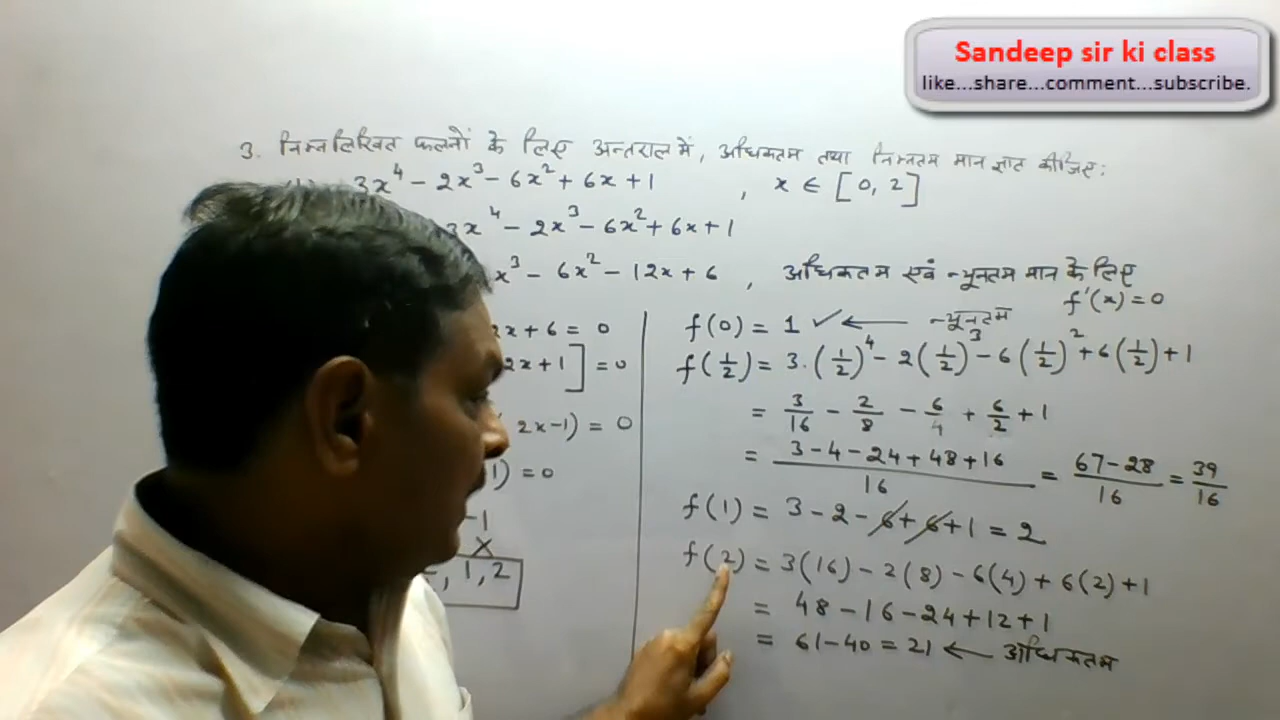 Sandeep sir ki class
like...share...comment...subscribe.
3. निम्नलिखित फलनों के लिए अन्तराल में, अधिकतम तथा निम्नतम मान ज्ञात कीजिए:
3x⁴ - 2x³ - 6x² + 6x + 1 , x ∈ [0, 2]
3x⁴ - 2x³ - 6x² + 6x + 1
x³ - 6x² - 12x + 6 , अधिकतम एवं न्यूनतम मान के लिए
f'(x) = 0
2x + 6 = 0
2x + 1] = 0
2x - 1) = 0
1) = 0
-1
x
, 1, 2
f(0) = 1 ✓ ← न्यूनतम
f(1/2) = 3.(1/2)⁴ - 2(1/2)³ - 6(1/2)² + 6(1/2) + 1
= 3/16 - 2/8 - 6/4 + 6/2 + 1
= (3 - 4 - 24 + 48 + 16)/16 = (67 - 28)/16 = 39/16
f(1) = 3 - 2 - 6 + 6 + 1 = 2
f(2) = 3(16) - 2(8) - 6(4) + 6(2) + 1
= 48 - 16 - 24 + 12 + 1
= 61 - 40 = 21 ← अधिकतम